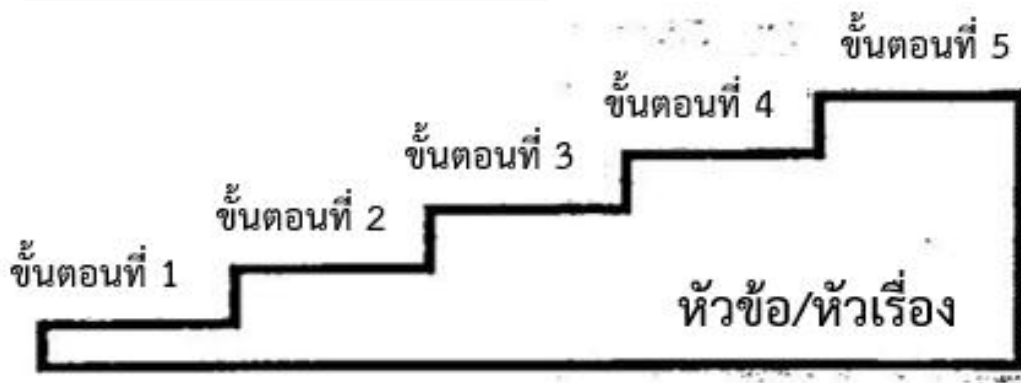 ขั้นตอนที่ 5
ขั้นตอนที่ 4
ขั้นตอนที่ 3
ขั้นตอนที่ 2
ขั้นตอนที่ 1
หัวข้อ/หัวเรื่อง